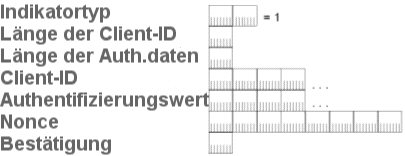 Indikatortyp = 1
Länge der Client-ID
Länge der Auth.daten
Client-ID . . .
Authentifizierungswert . . .
Nonce
Bestätigung